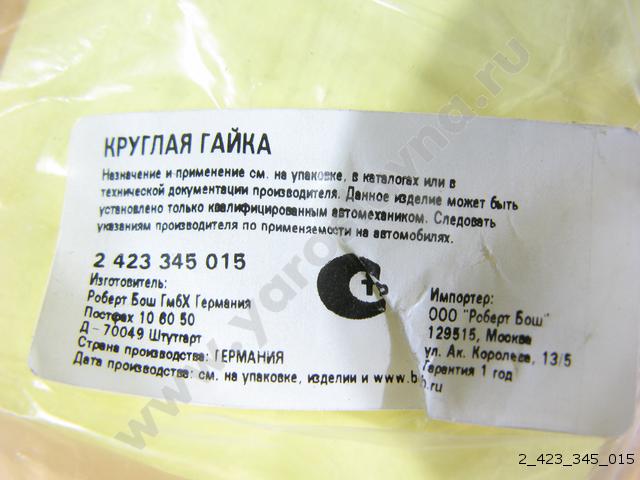 КРУГЛАЯ ГАЙКА
Назначение и применение см. на упаковке, в каталогах или в
технической документации производителя. Данное изделие может быть
установлено только квалифицированным автомехаником. Следовать
указаниям производителя по применяемости на автомобилях.
2 423 345 015
Изготовитель:
Роберт Бош ГмбХ Германия
Постфах 10 60 50
Д - 70049 Штутгарт
Страна производства: ГЕРМАНИЯ
Дата производства: см. на упаковке, изделии и www.b
b.ru
Импортер:
ООО "Роберт Бош"
129515, Москва
ул. Ак. Королева, 13/5
Гарантия 1 год
2_423_345_015